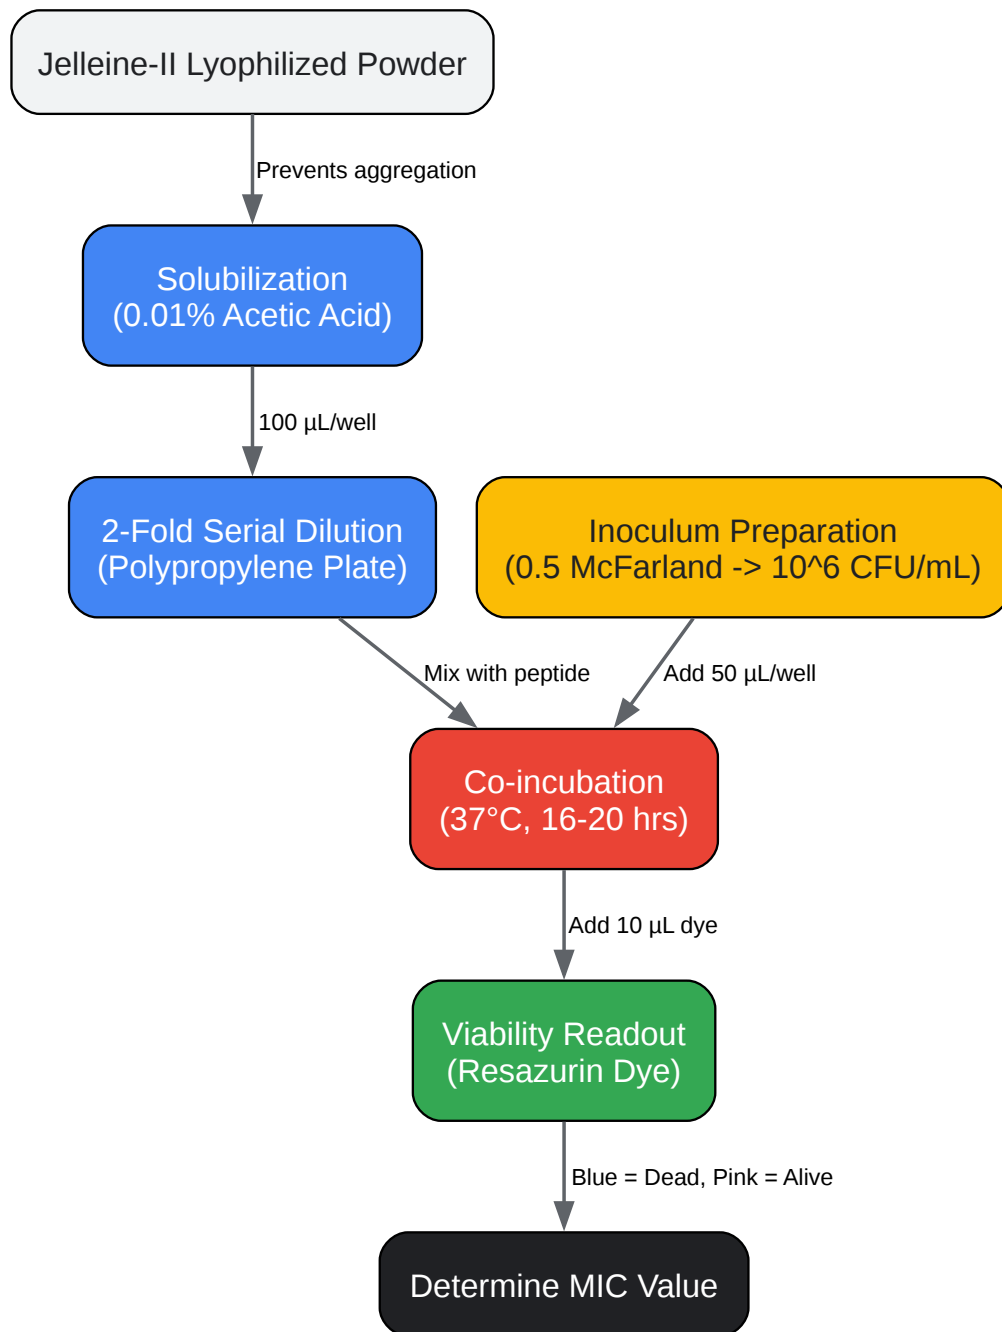 Jelleine-II Lyophilized Powder
Prevents aggregation
Solubilization
(0.01% Acetic Acid)
100 µL/well
2-Fold Serial Dilution
(Polypropylene Plate)
Inoculum Preparation
(0.5 McFarland -> 10^6 CFU/mL)
Mix with peptide
Add 50 µL/well
Co-incubation
(37°C, 16-20 hrs)
Add 10 µL dye
Viability Readout
(Resazurin Dye)
Blue = Dead, Pink = Alive
Determine MIC Value